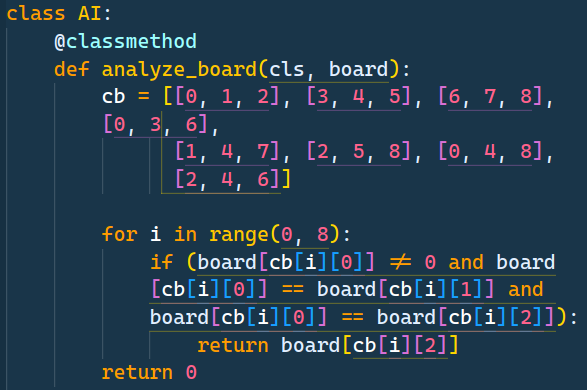 class AI:
    @classmethod
    def analyze_board(cls, board):
        cb = [[0, 1, 2], [3, 4, 5], [6, 7, 8],
        [0, 3, 6],
              [1, 4, 7], [2, 5, 8], [0, 4, 8],
              [2, 4, 6]]

        for i in range(0, 8):
            if (board[cb[i][0]] ≠ 0 and board
            [cb[i][0]] == board[cb[i][1]] and
            board[cb[i][0]] == board[cb[i][2]]):
                return board[cb[i][2]]
        return 0